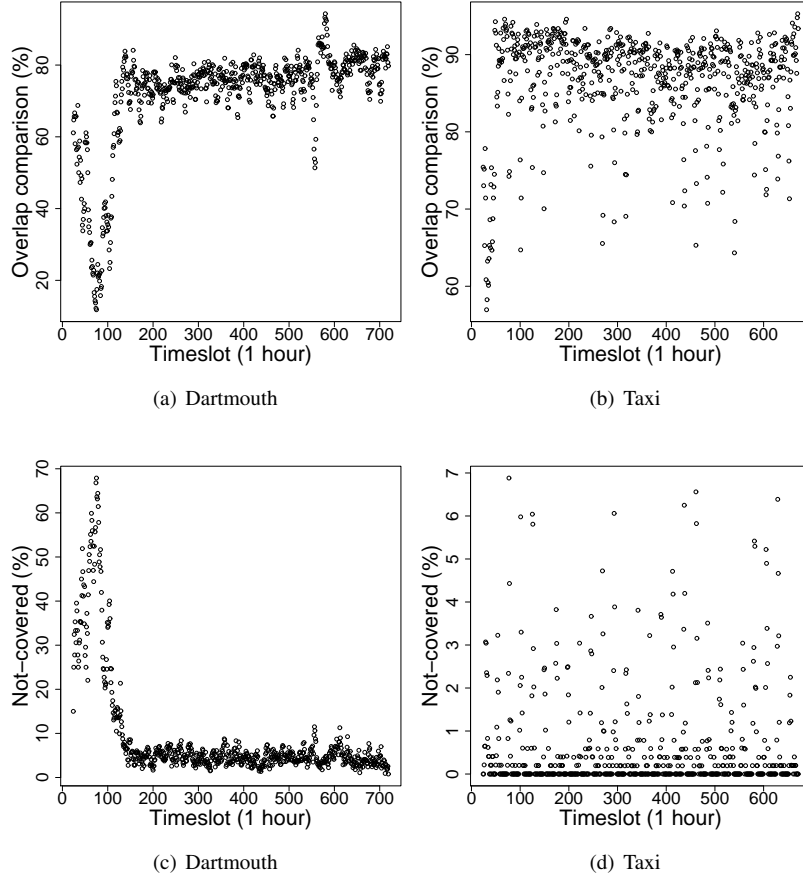 Overlap comparison (%)
80
60
40
20
0 100 200 300 400 500 600 700
Timeslot (1 hour)
(a) Dartmouth
Overlap comparison (%)
90
80
70
60
0 100 200 300 400 500 600
Timeslot (1 hour)
(b) Taxi
Not−covered (%)
70
60
50
40
30
20
10
0
0 100 200 300 400 500 600 700
Timeslot (1 hour)
(c) Dartmouth
Not−covered (%)
7
6
5
4
3
2
1
0
0 100 200 300 400 500 600
Timeslot (1 hour)
(d) Taxi